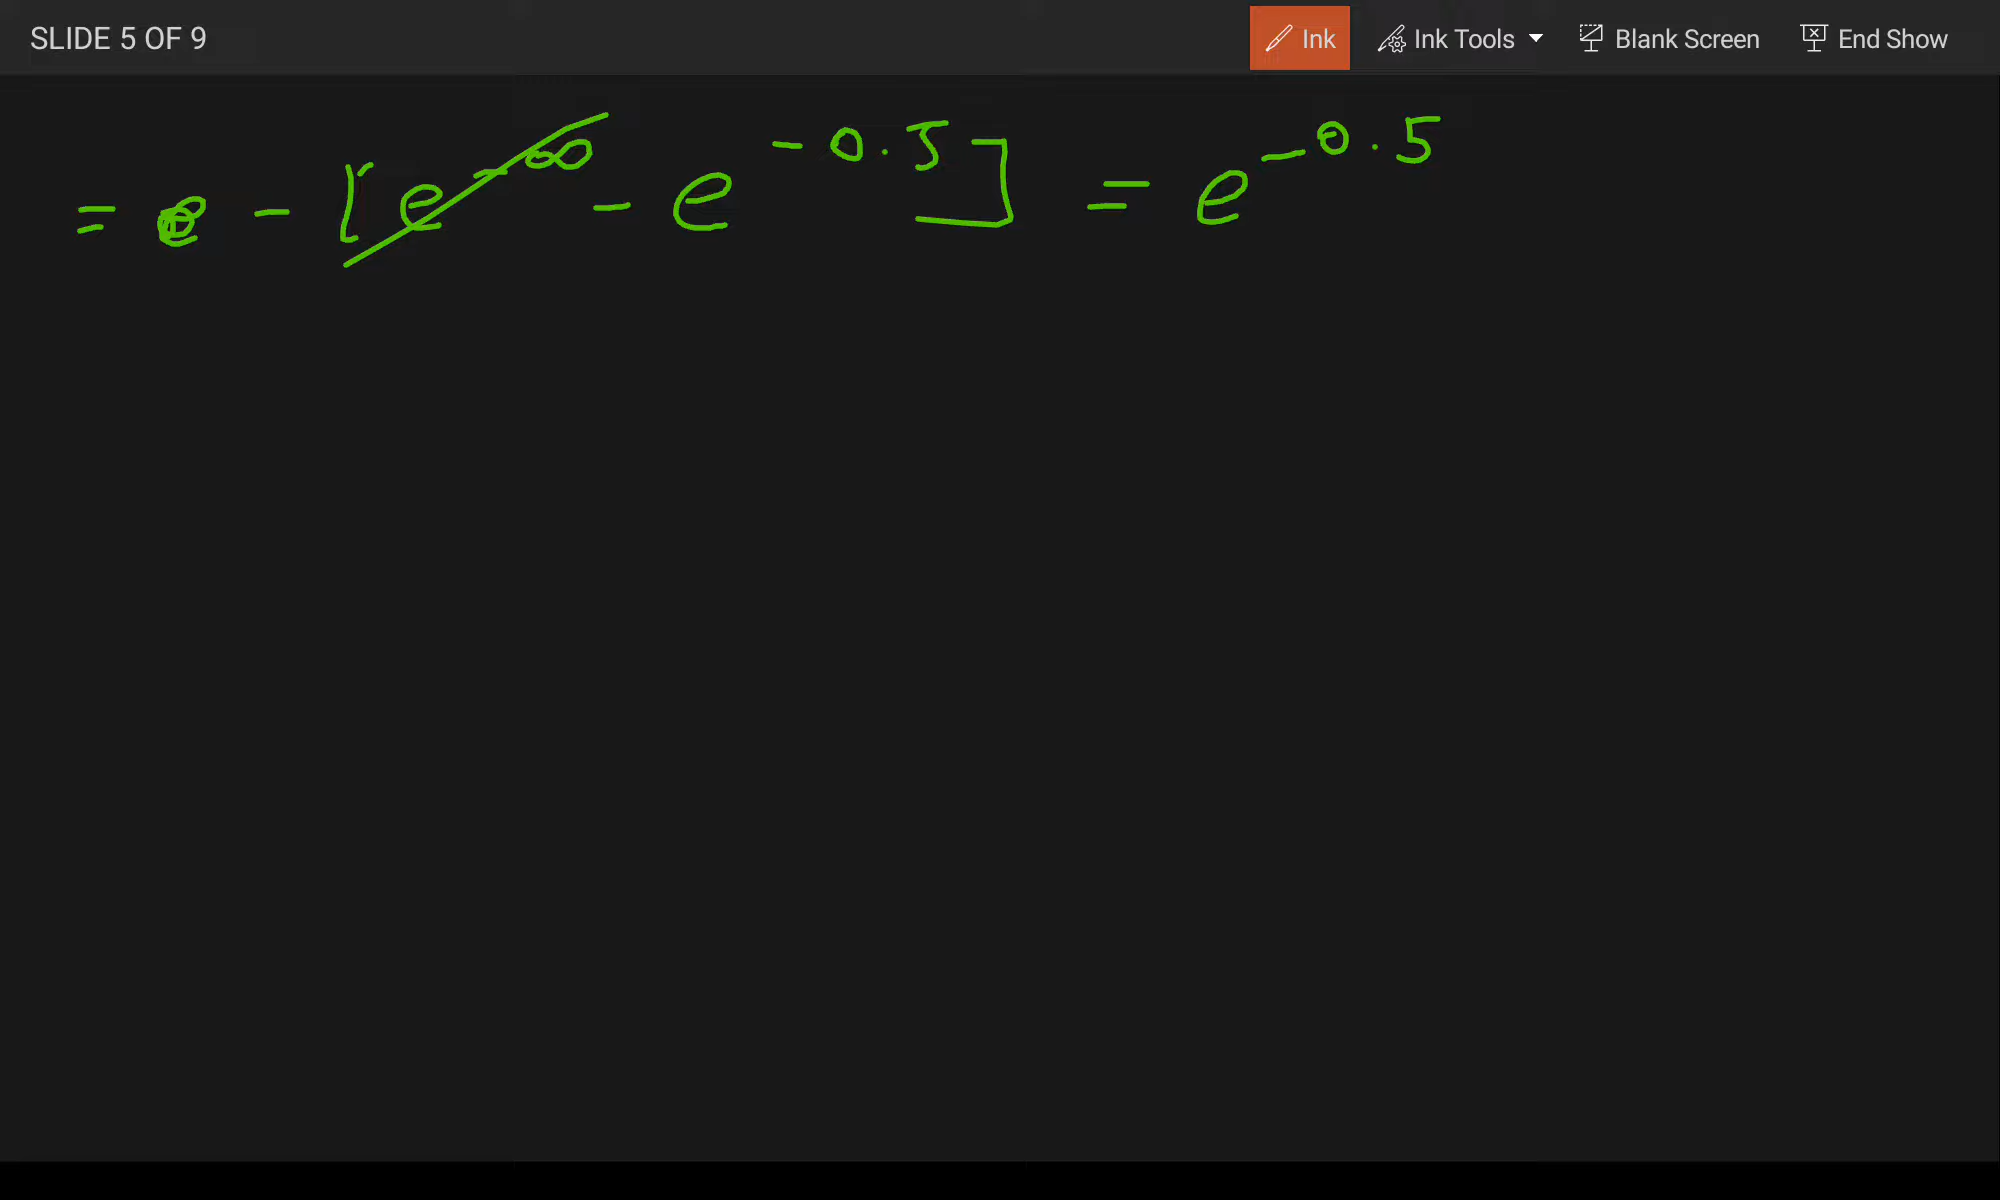 SLIDE 5 OF 9 Ink Ink Tools Blank Screen End Show
= - [e^{-∞} - e^{-0.5}] = e^{-0.5}